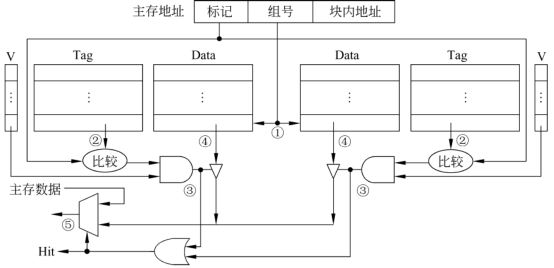 主存地址 标记 组号 块内地址
V Tag Data Data Tag V
⋮ ⋮ ⋮ ⋮ ⋮ ⋮
①
② ④ ④ ②
比较 比较
③ ③
主存数据
⑤
Hit